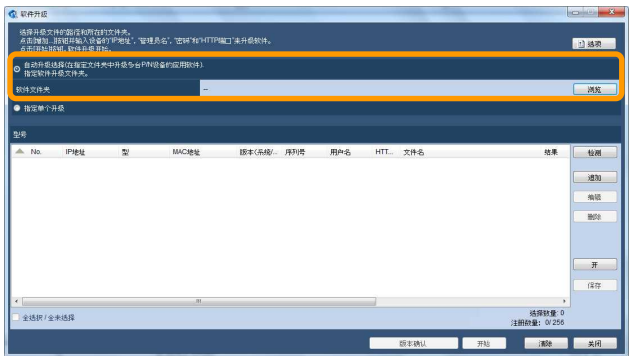 软件升级
选择升级文件的路径和所在的文件夹。
点击[增加...]按钮并输入设备的"IP地址", "管理员名", "密码"和"HTTP端口"来升级软件。
点击[开始]按钮, 软件升级开始。
选项
自动升级选择(在指定文件夹中升级多台P/N设备的应用软件).
指定软件升级文件夹。
软件文件夹 -- 浏览
指定单个升级
型号
No. IP地址 型 MAC地址 版本(系统/... 序列号 用户名 HTT... 文件名 结果
检测
增加
编辑
删除
开
保存
全选択/全未选择
选择数量: 0
注册数量: 0/256
版本确认 开始 清除 关闭